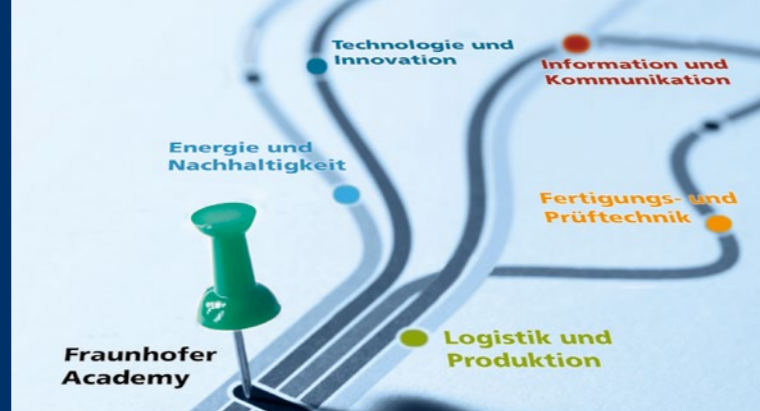 Technologie und
Innovation
Information und
Kommunikation
Energie und
Nachhaltigkeit
Fertigungs- und
Prüftechnik
Logistik und
Produktion
Fraunhofer
Academy